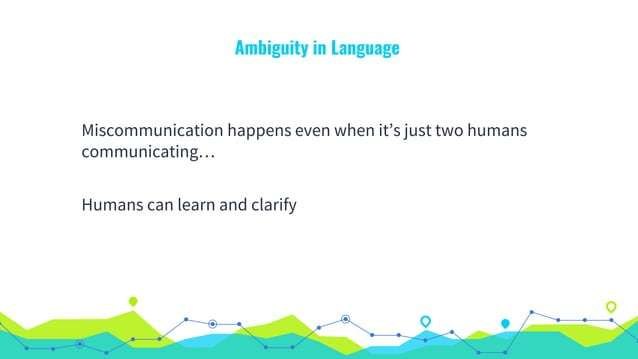 Ambiguity in Language
Miscommunication happens even when it’s just two humans
communicating…
Humans can learn and clarify